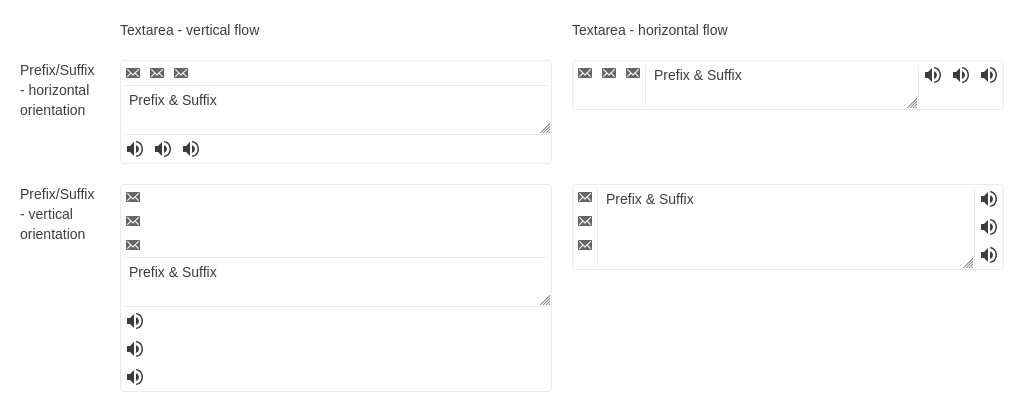 Textarea - vertical flow
Textarea - horizontal flow
Prefix/Suffix
- horizontal
orientation
Prefix & Suffix
Prefix & Suffix
Prefix/Suffix
- vertical
orientation
Prefix & Suffix
Prefix & Suffix